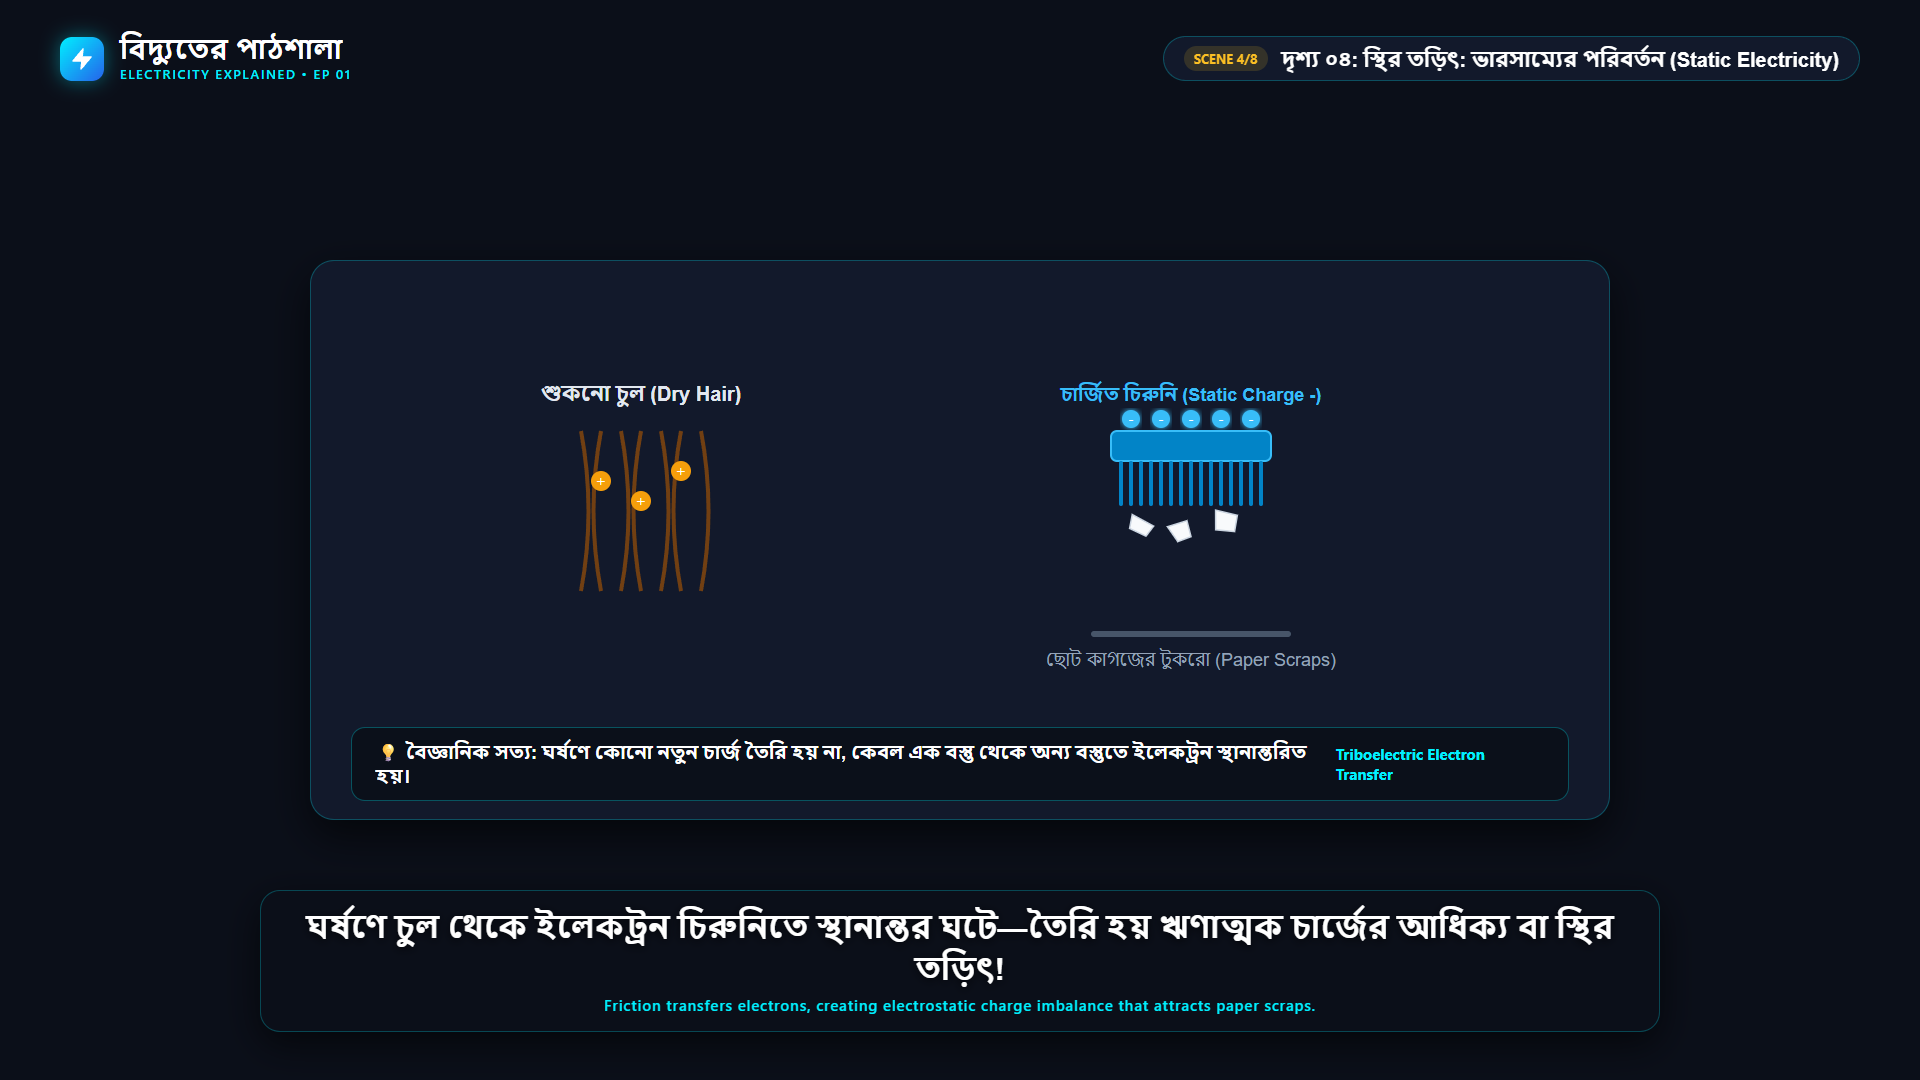 বিদ্যুতের পাঠশালা
ELECTRICITY EXPLAINED • EP 01
SCENE 4/8 দৃশ্য ০৪: স্থির তড়িৎ: ভারসাম্যের পরিবর্তন (Static Electricity)
শুকনো চুল (Dry Hair)
চার্জিত চিরুনি (Static Charge -)
- - - - -
+
+
+
ছোট কাগজের টুকরো (Paper Scraps)
💡 বৈজ্ঞানিক সত্য: ঘর্ষণে কোনো নতুন চার্জ তৈরি হয় না, কেবল এক বস্তু থেকে অন্য বস্তুতে ইলেকট্রন স্থানান্তরিত
হয়।
Triboelectric Electron
Transfer
ঘর্ষণে চুল থেকে ইলেকট্রন চিরুনিতে স্থানান্তর ঘটে—তৈরি হয় ঋণাত্মক চার্জের আধিক্য বা স্থির
তড়িৎ!
Friction transfers electrons, creating electrostatic charge imbalance that attracts paper scraps.